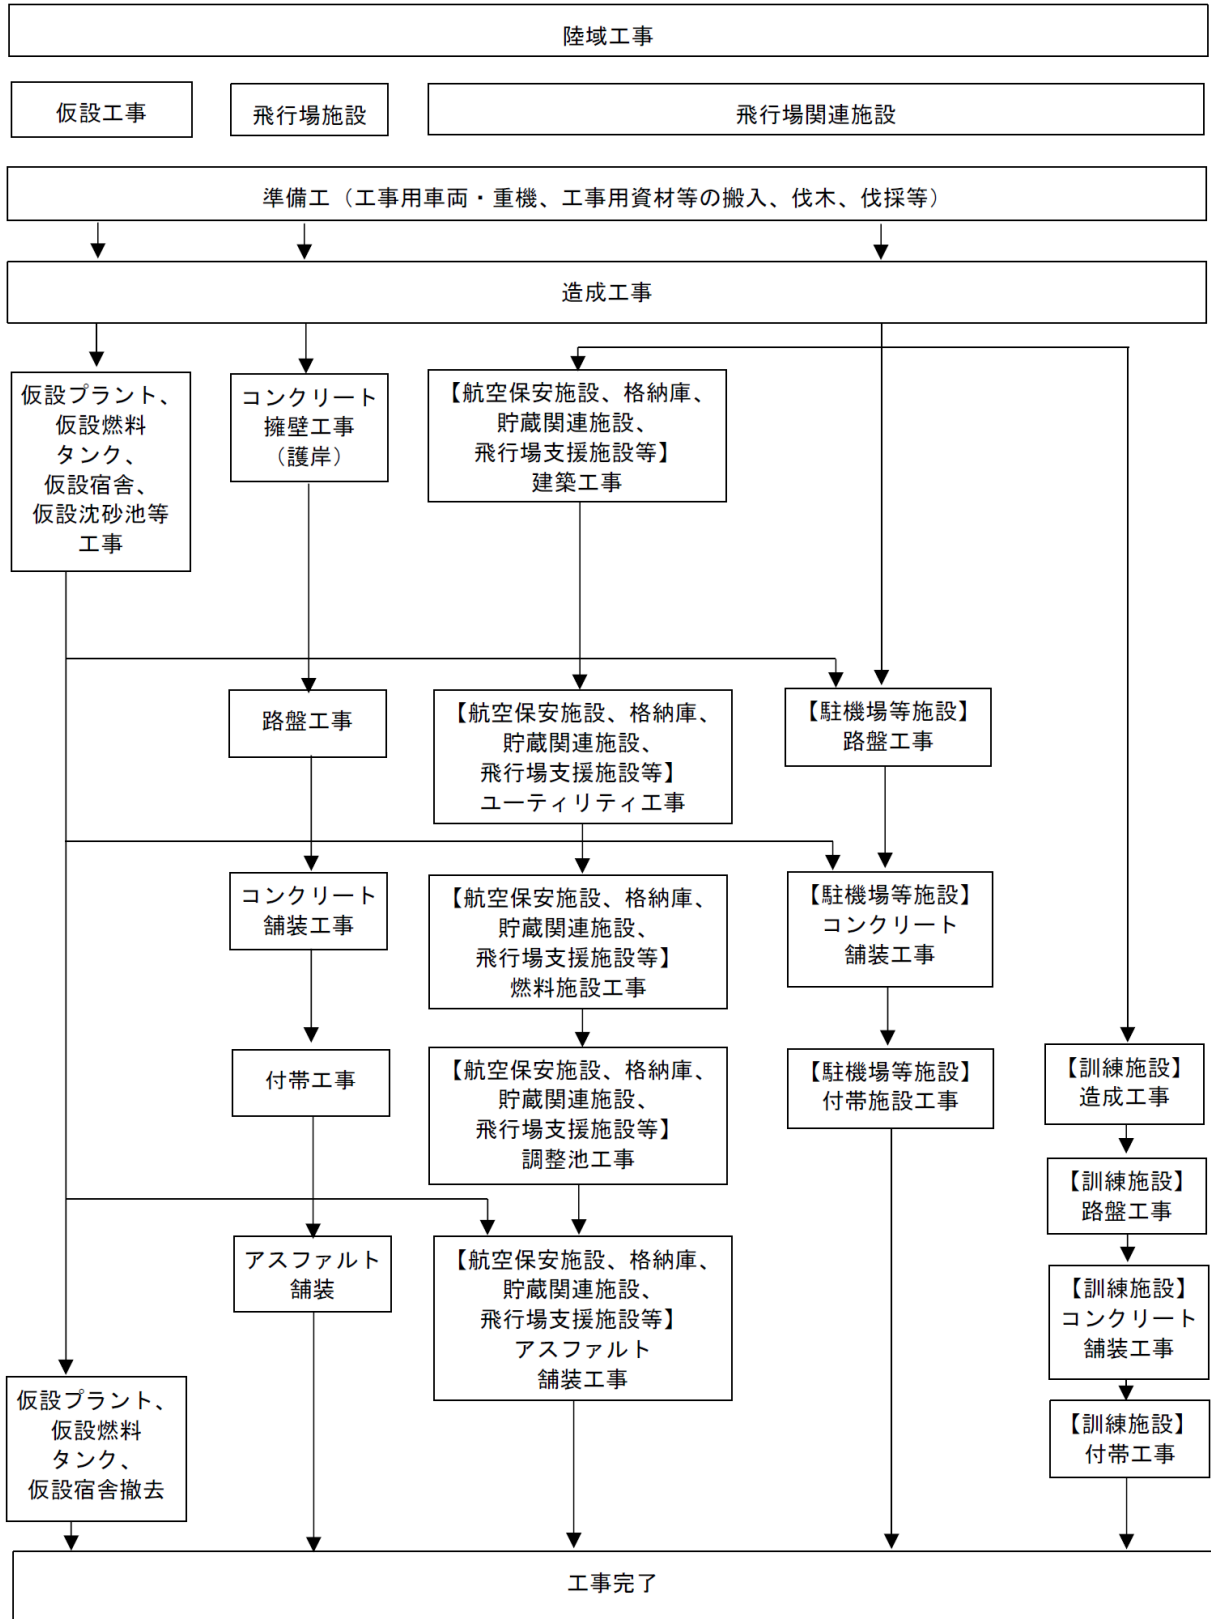 陸域工事
仮設工事
飛行場施設
飛行場関連施設
準備工（工事用車両・重機、工事用資材等の搬入、伐木、伐採等）
造成工事
仮設プラント、
仮設燃料
タンク、
仮設宿舎、
仮設沈砂池等
工事
コンクリート
擁壁工事
（護岸）
【航空保安施設、格納庫、
貯蔵関連施設、
飛行場支援施設等】
建築工事
路盤工事
【航空保安施設、格納庫、
貯蔵関連施設、
飛行場支援施設等】
ユーティリティ工事
【駐機場等施設】
路盤工事
コンクリート
舗装工事
【航空保安施設、格納庫、
貯蔵関連施設、
飛行場支援施設等】
燃料施設工事
【駐機場等施設】
コンクリート
舗装工事
付帯工事
【航空保安施設、格納庫、
貯蔵関連施設、
飛行場支援施設等】
調整池工事
【駐機場等施設】
付帯施設工事
【訓練施設】
造成工事
【訓練施設】
路盤工事
アスファルト
舗装
【航空保安施設、格納庫、
貯蔵関連施設、
飛行場支援施設等】
アスファルト
舗装工事
【訓練施設】
コンクリート
舗装工事
仮設プラント、
仮設燃料
タンク、
仮設宿舎撤去
【訓練施設】
付帯工事
工事完了